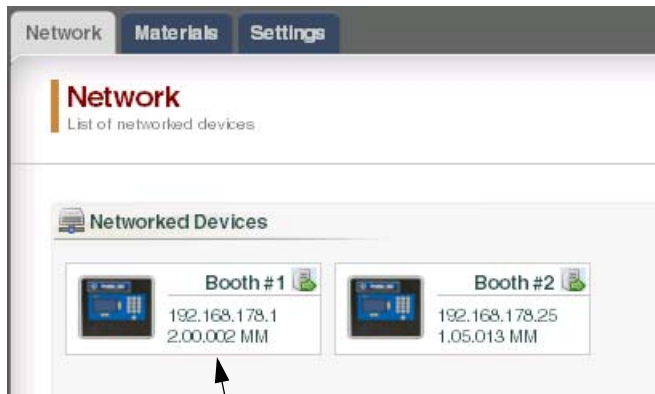 Network Materials Settings
Network
List of networked devices
Networked Devices
Booth #1
192.168.178.1
2.00.002 MM
Booth #2
192.168.178.25
1.05.013 MM